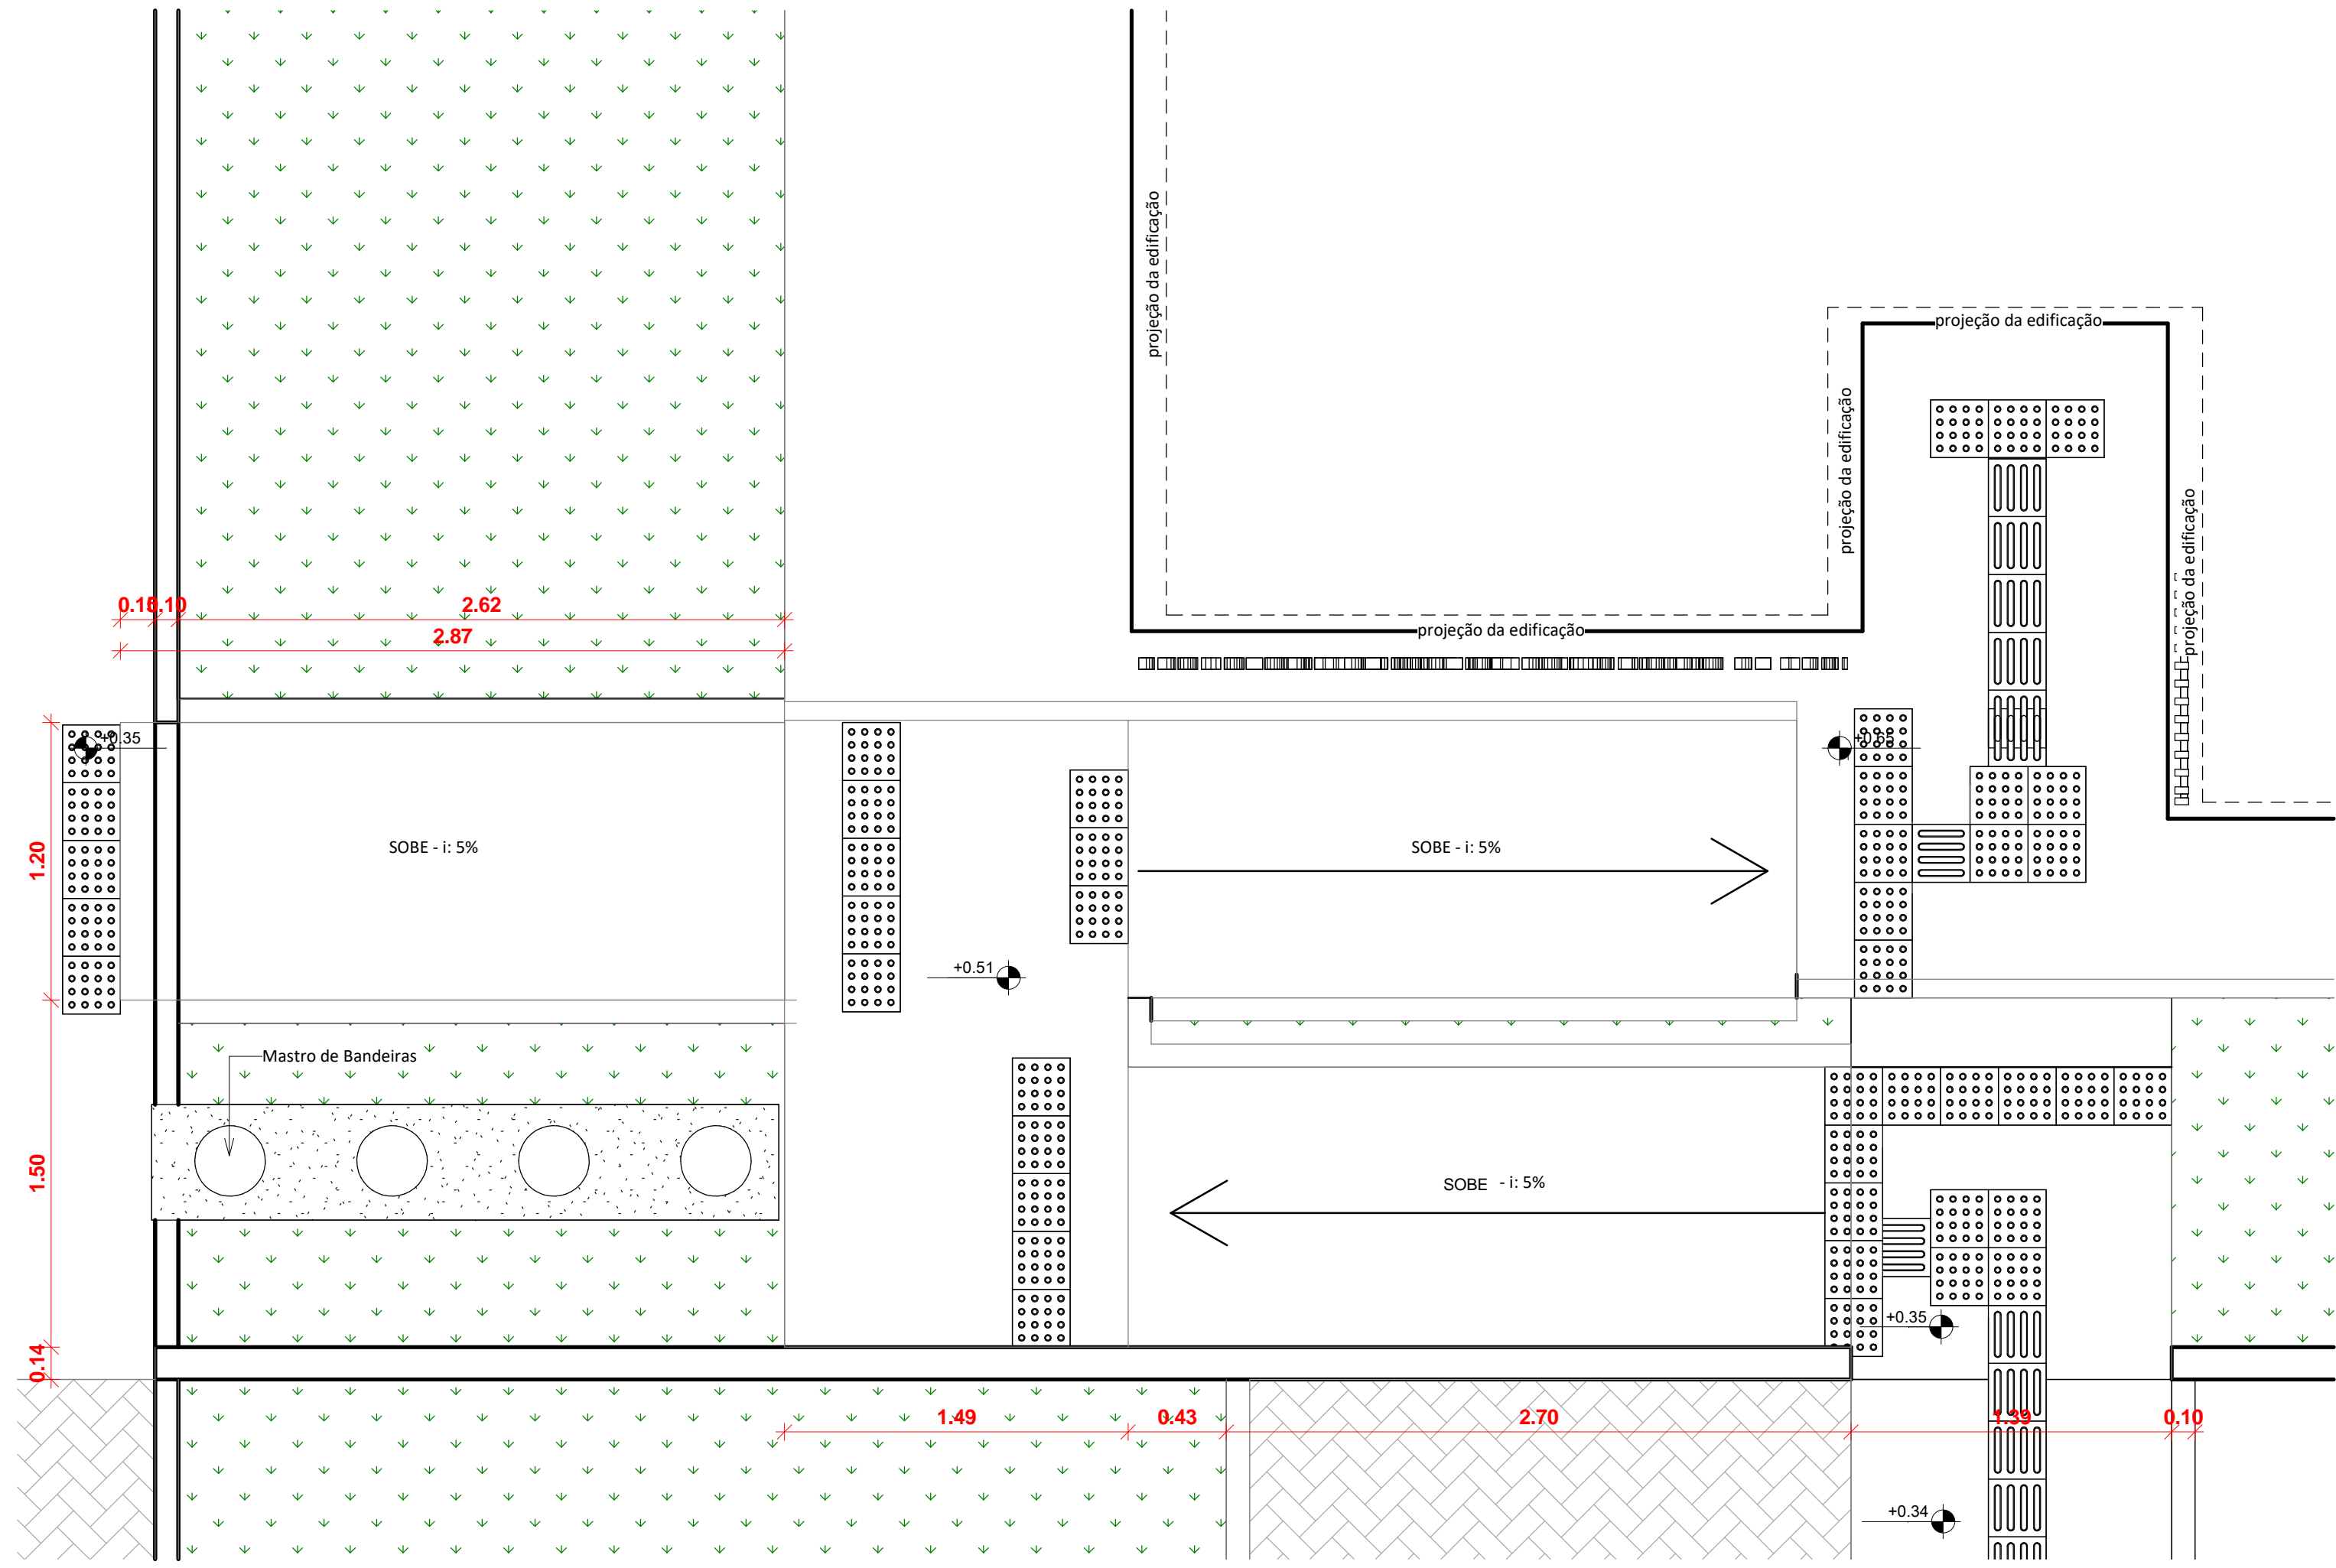 projeção da edificação
projeção da edificação
projeção da edificação
projeção da edificação
projeção da edificação
0.15
0.10
2.62
2.87
+0.35
+0.65
1.20
SOBE - i: 5%
SOBE - i: 5%
+0.51
Mastro de Bandeiras
1.50
SOBE - i: 5%
+0.35
0.14
1.49
0.43
2.70
1.39
0.10
+0.34